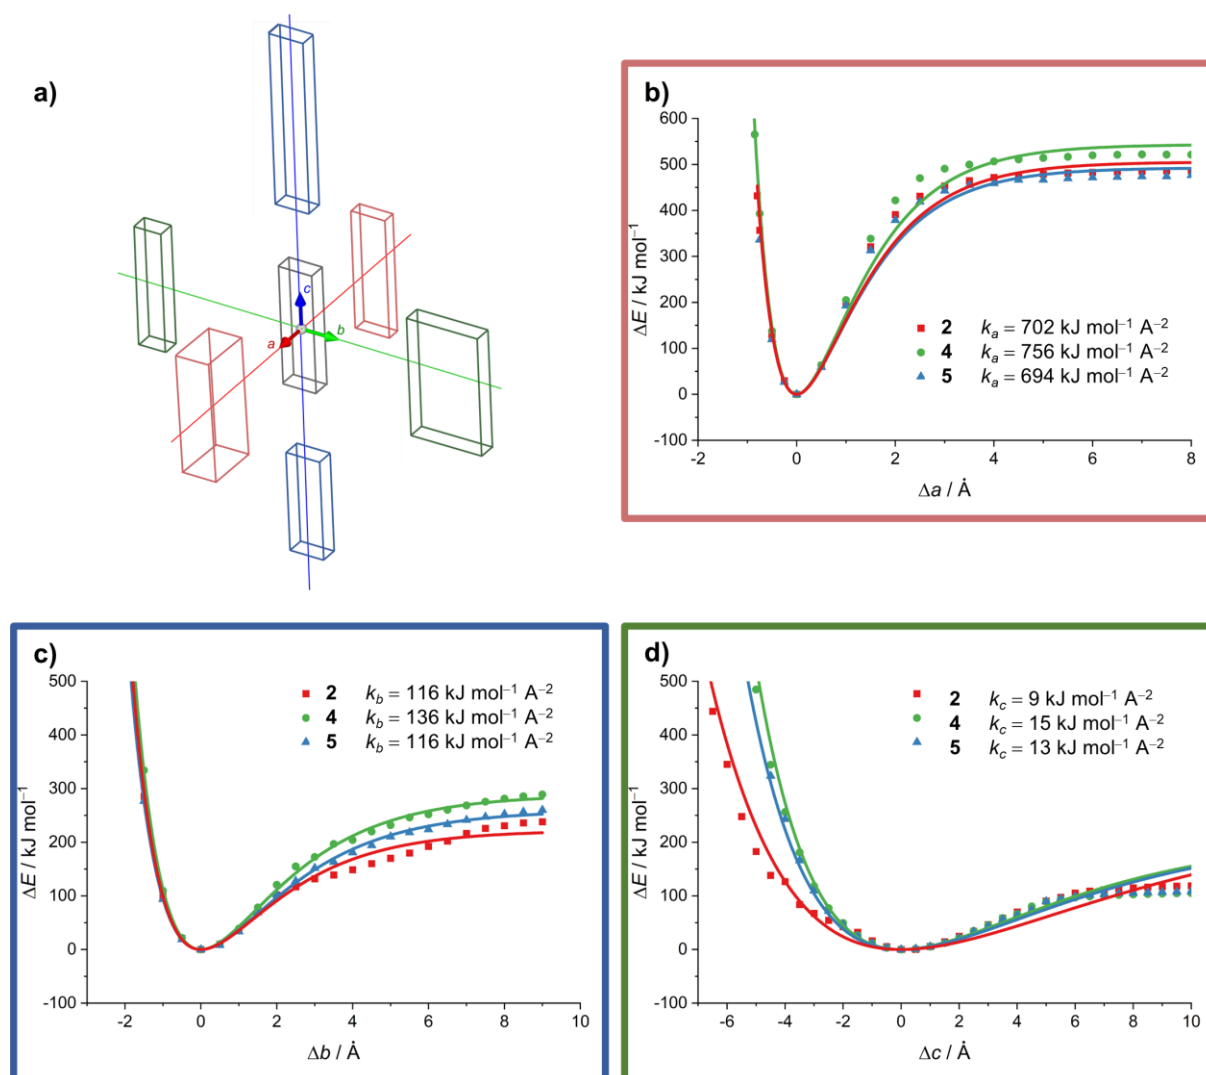 a)
c
b
a
b)
600
500
400
300
200
100
0
-100
ΔE / kJ mol⁻¹
2 kₐ = 702 kJ mol⁻¹ A⁻²
4 kₐ = 756 kJ mol⁻¹ A⁻²
5 kₐ = 694 kJ mol⁻¹ A⁻²
-2 0 2 4 6 8
Δa / Å
c)
500
400
300
200
100
0
-100
ΔE / kJ mol⁻¹
2 k_b = 116 kJ mol⁻¹ A⁻²
4 k_b = 136 kJ mol⁻¹ A⁻²
5 k_b = 116 kJ mol⁻¹ A⁻²
-2 0 2 4 6 8 10
Δb / Å
d)
500
400
300
200
100
0
-100
ΔE / kJ mol⁻¹
2 k_c = 9 kJ mol⁻¹ A⁻²
4 k_c = 15 kJ mol⁻¹ A⁻²
5 k_c = 13 kJ mol⁻¹ A⁻²
-6 -4 -2 0 2 4 6 8 10
Δc / Å